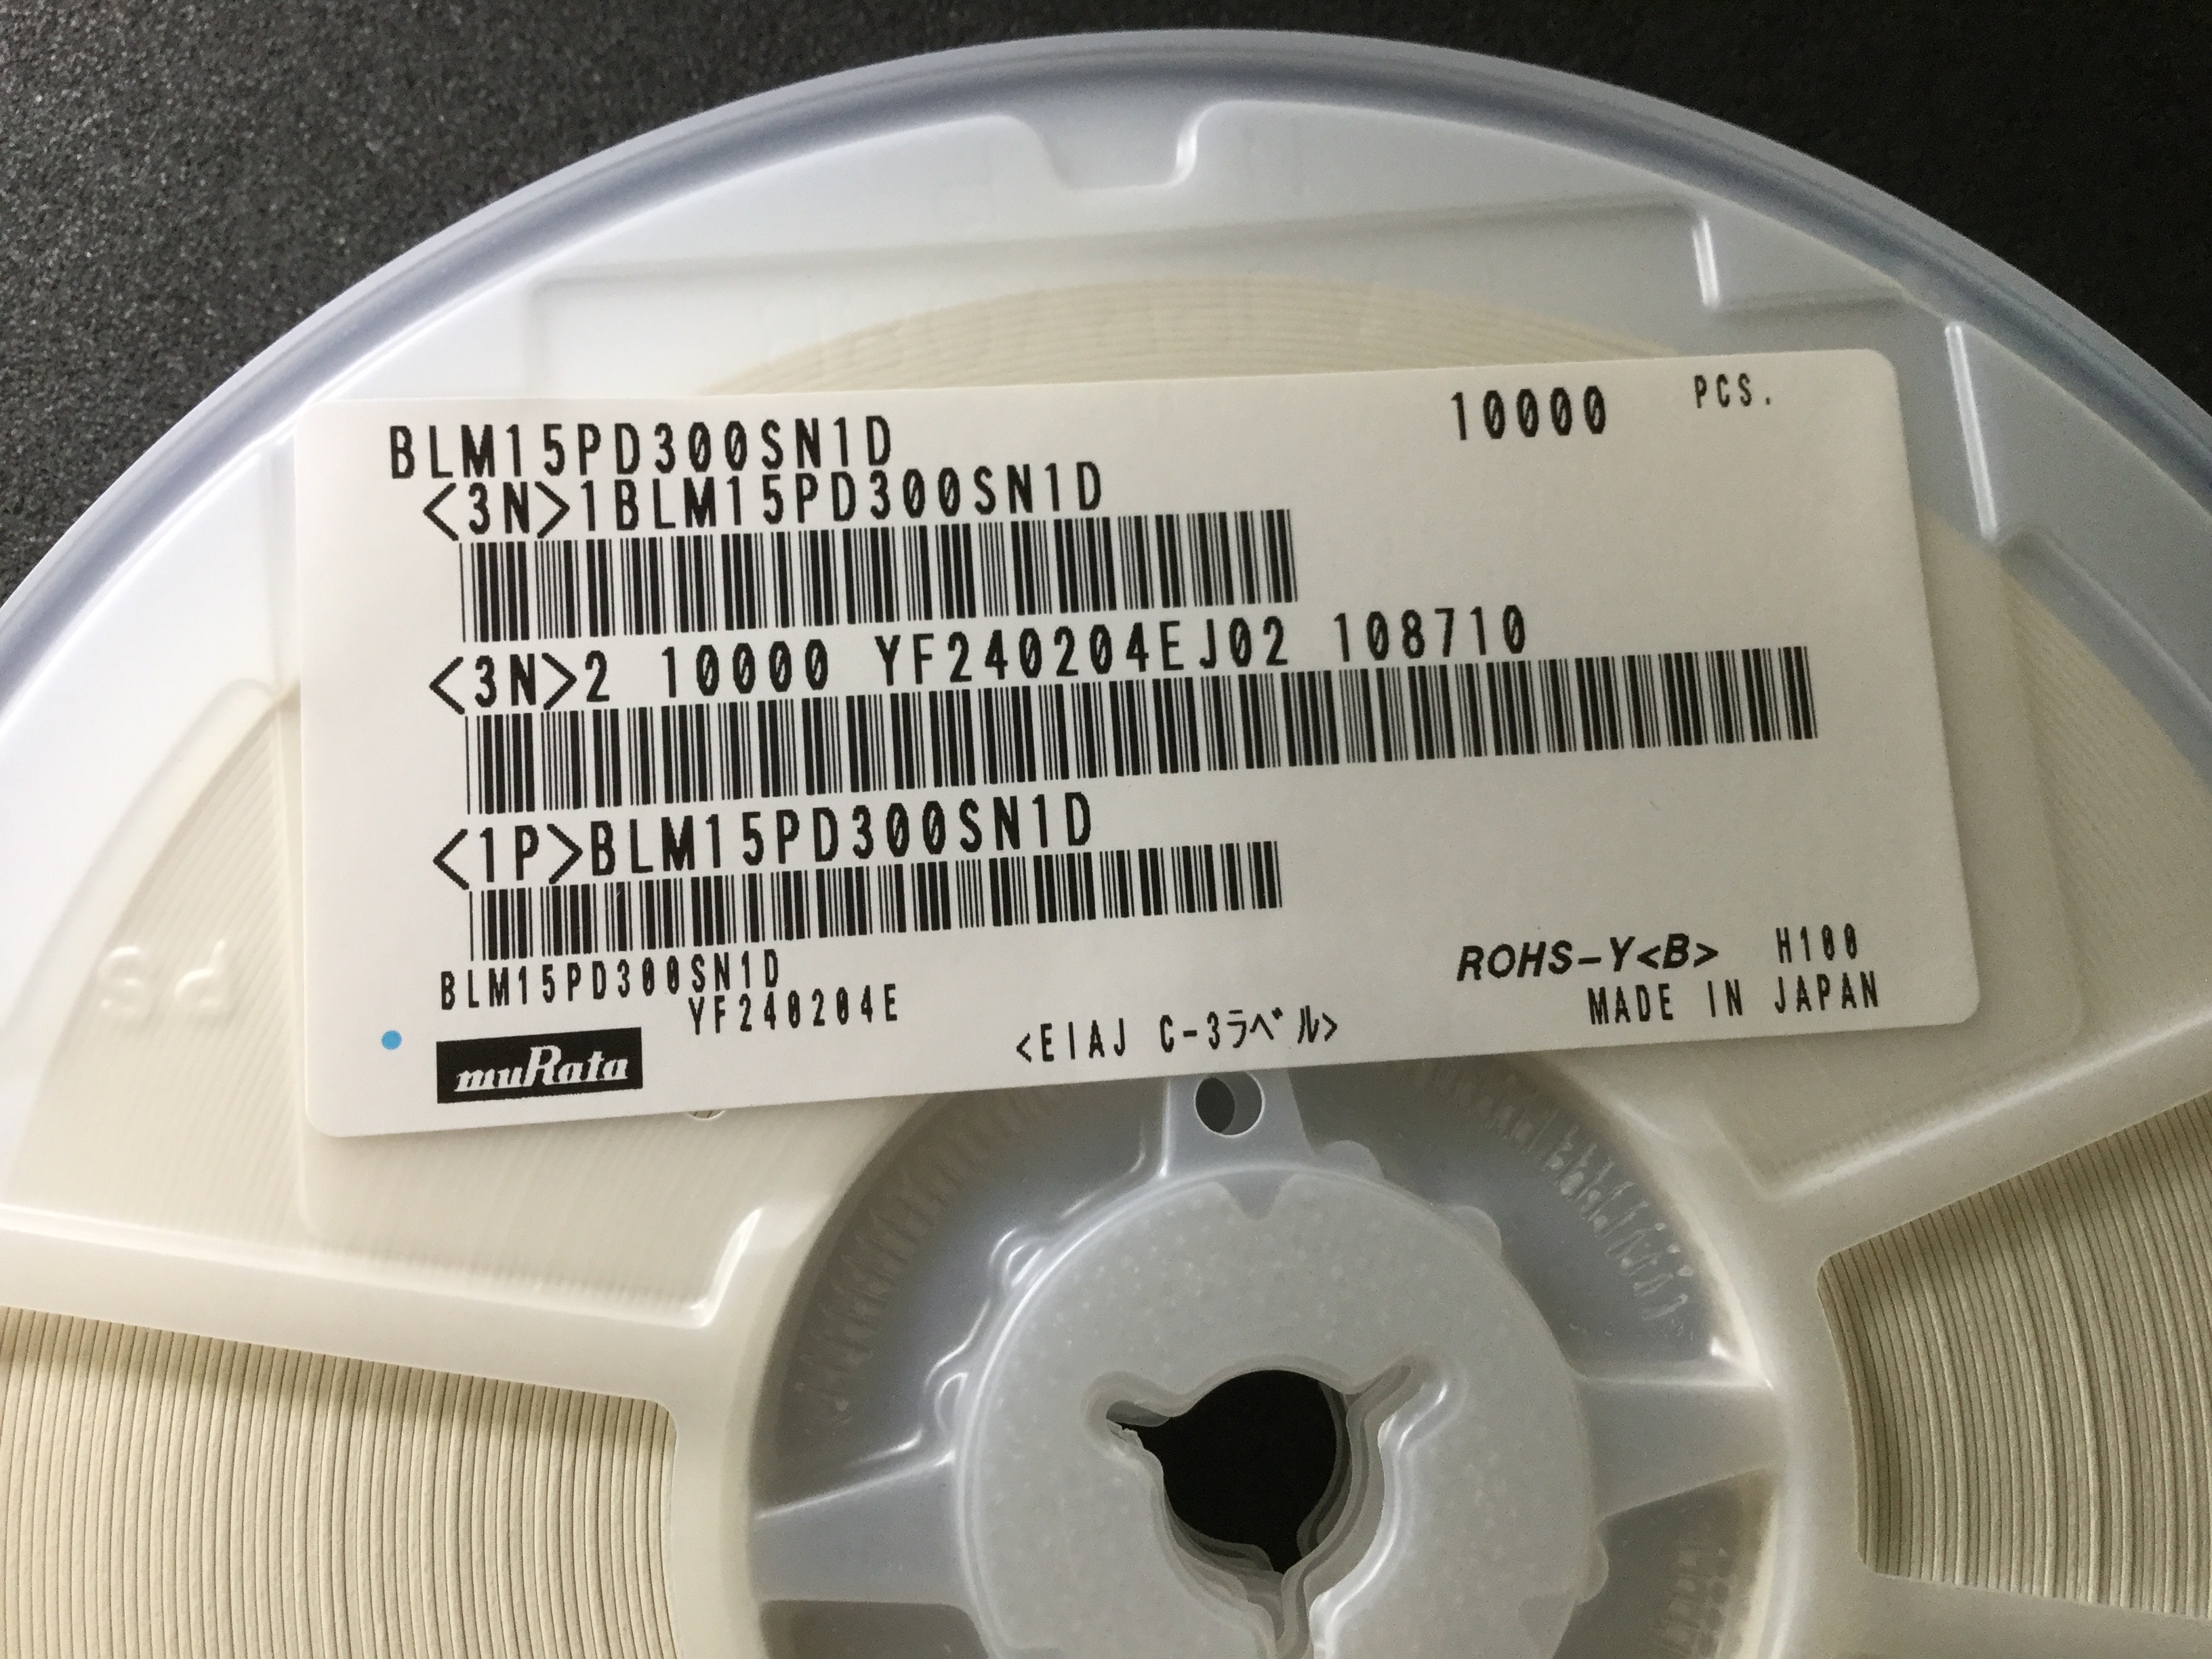 BLM15PD300SN1D 10000 PCS.
<3N>1BLM15PD300SN1D
<3N>2 10000 YF240204EJ02 108710
<1P>BLM15PD300SN1D
BLM15PD300SN1D
YF240204E
ROHS-Y<B> H100
muRata <EIAJ C-3ラベル> MADE IN JAPAN
PS